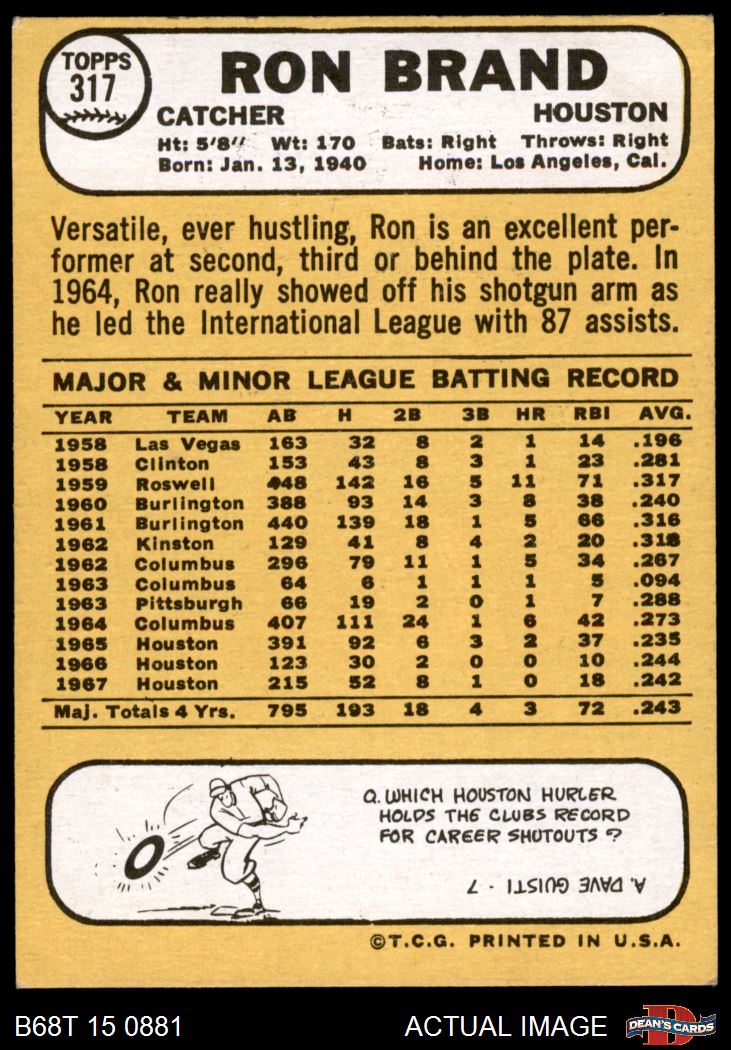 TOPPS
317
RON BRAND
CATCHER HOUSTON
Ht: 5'8" Wt: 170 Bats: Right Throws: Right
Born: Jan. 13, 1940 Home: Los Angeles, Cal.
Versatile, ever hustling, Ron is an excellent per-
former at second, third or behind the plate. In
1964, Ron really showed off his shotgun arm as
he led the International League with 87 assists.
MAJOR & MINOR LEAGUE BATTING RECORD
YEAR TEAM AB H 2B 3B HR RBI AVG.
1958 Las Vegas 163 32 8 2 1 14 .196
1958 Clinton 153 43 8 3 1 23 .281
1959 Roswell 448 142 16 5 11 71 .317
1960 Burlington 388 93 14 3 8 38 .240
1961 Burlington 440 139 18 1 5 66 .316
1962 Kinston 129 41 8 4 2 20 .318
1962 Columbus 296 79 11 1 5 34 .267
1963 Columbus 64 6 1 1 1 5 .094
1963 Pittsburgh 66 19 2 0 1 7 .288
1964 Columbus 407 111 24 1 6 42 .273
1965 Houston 391 92 6 3 2 37 .235
1966 Houston 123 30 2 0 0 10 .244
1967 Houston 215 52 8 1 0 18 .242
Maj. Totals 4 Yrs. 795 193 18 4 3 72 .243
Q. WHICH HOUSTON HURLER
HOLDS THE CLUBS RECORD
FOR CAREER SHUTOUTS?
A. DAVE GUISTI - 7
©T.C.G. PRINTED IN U.S.A.
B68T 15 0881 ACTUAL IMAGE D DEAN'S CARDS